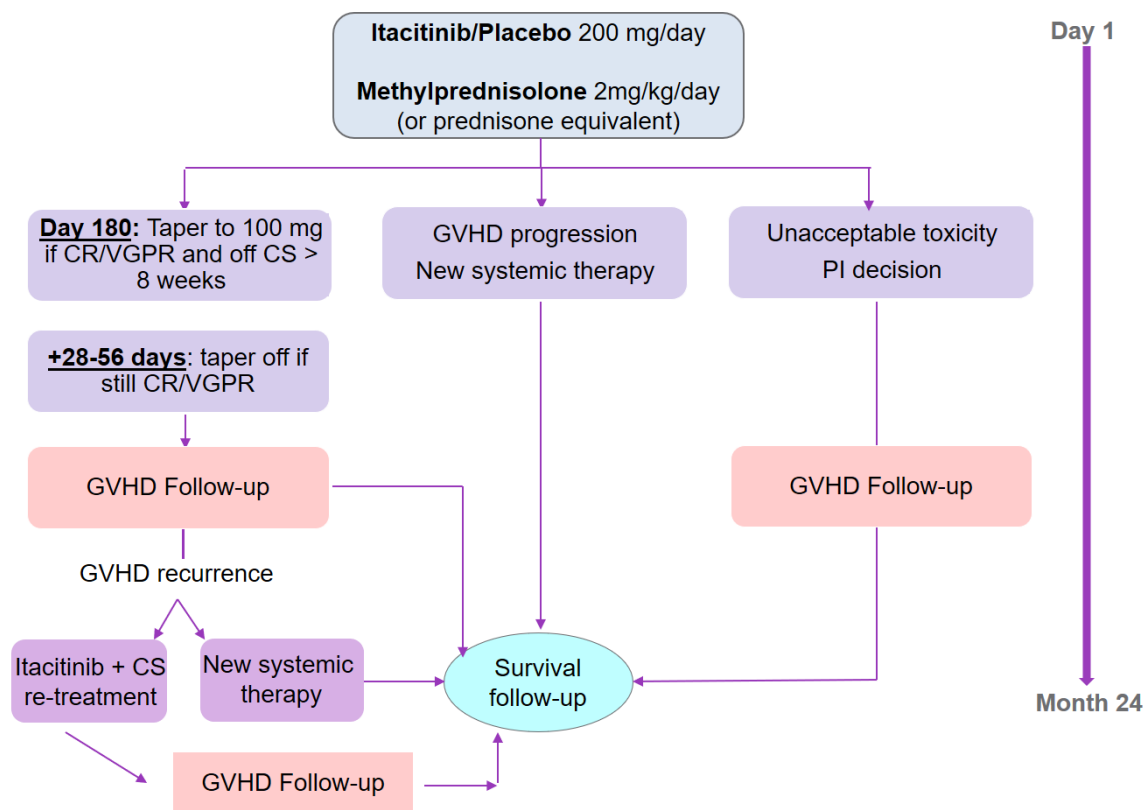 Itacitinib/Placebo 200 mg/day
Methylprednisolone 2mg/kg/day
(or prednisone equivalent)
Day 1
Day 180: Taper to 100 mg
if CR/VGPR and off CS >
8 weeks
GVHD progression
New systemic therapy
Unacceptable toxicity
PI decision
+28-56 days: taper off if
still CR/VGPR
GVHD Follow-up
GVHD Follow-up
GVHD recurrence
Itacitinib + CS
re-treatment
New systemic
therapy
Survival
follow-up
Month 24
GVHD Follow-up